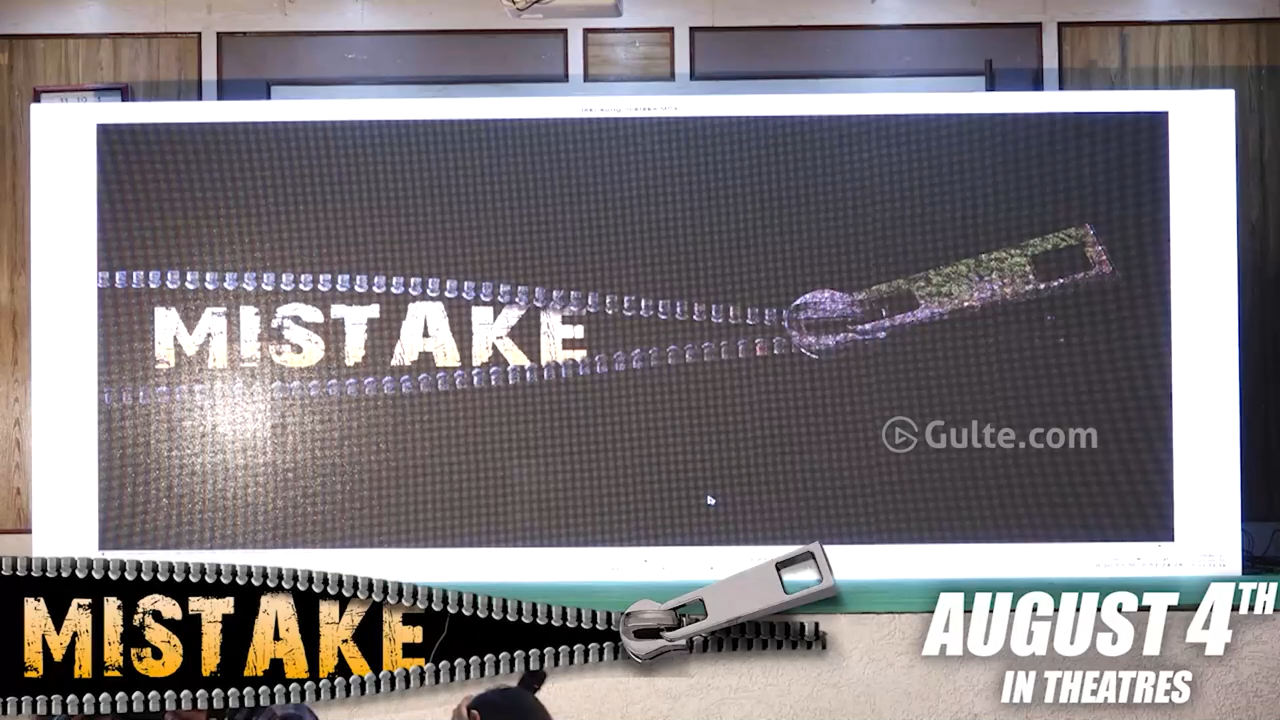 MISTAKE
Gulte.com
MISTAKE
AUGUST 4TH
IN THEATRES